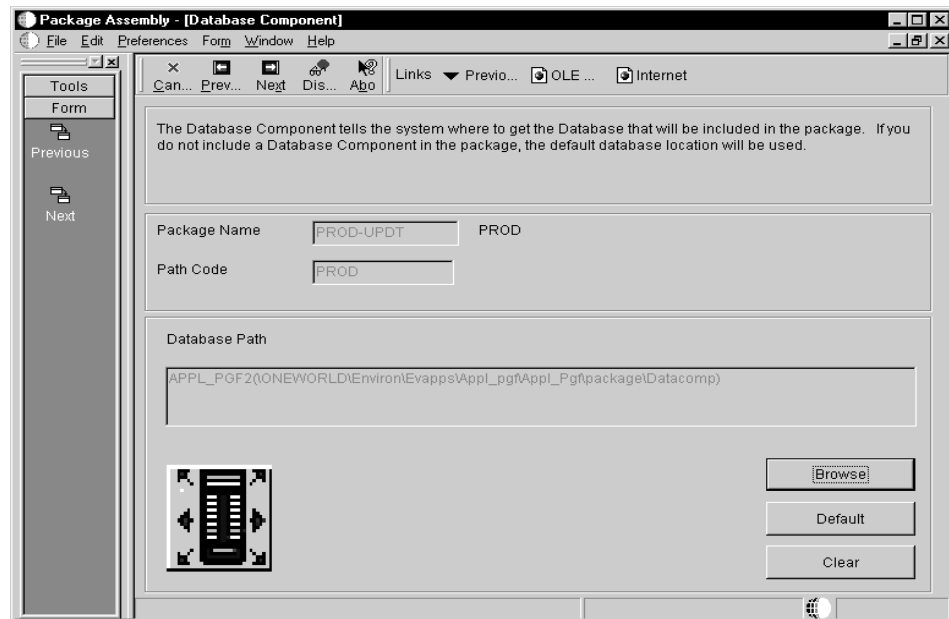 Package Assembly - [Database Component]
File Edit Preferences Form Window Help
Tools
Form
Previous
Next
Can... Prev... Next Dis... Abo Links Previo... OLE ... Internet
The Database Component tells the system where to get the Database that will be included in the package. If you
do not include a Database Component in the package, the default database location will be used.
Package Name PROD-UPDT PROD
Path Code PROD
Database Path
APPL_PGF2(\ONEWORLD\Environ\Evapps\Appl_pgf\Appl_Pgf\package\Datacomp)
Browse
Default
Clear